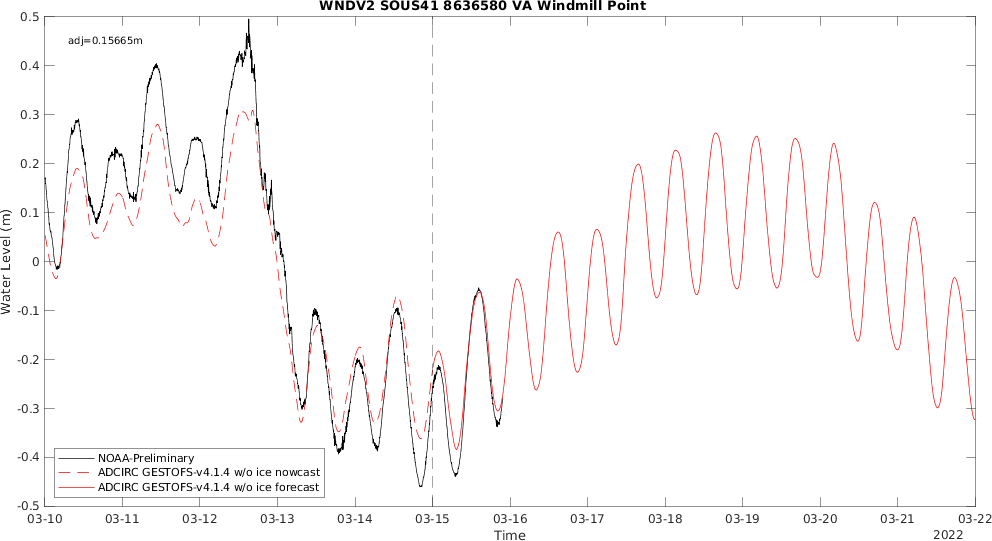 WNDV2 SOUS41 8636580 VA Windmill Point
adj=0.15665m
0.5
0.4
0.3
0.2
0.1
0
-0.1
-0.2
-0.3
-0.4
-0.5
Water Level (m)
NOAA-Preliminary
ADCIRC GESTOFS-v4.1.4 w/o ice nowcast
ADCIRC GESTOFS-v4.1.4 w/o ice forecast
03-10 03-11 03-12 03-13 03-14 03-15 03-16 03-17 03-18 03-19 03-20 03-21 03-22
Time
2022